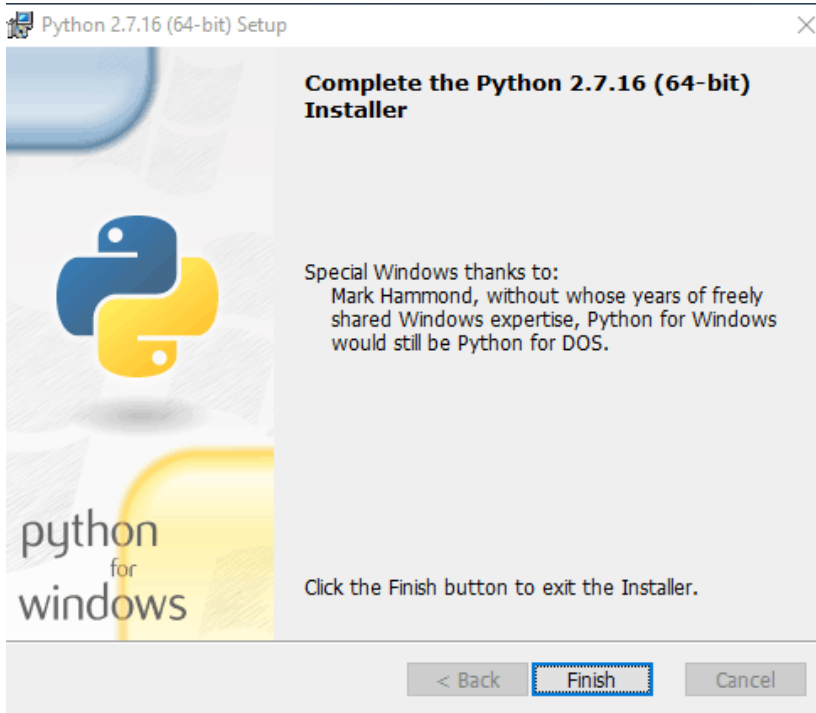 Python 2.7.16 (64-bit) Setup
Complete the Python 2.7.16 (64-bit)
Installer
Special Windows thanks to:
Mark Hammond, without whose years of freely
shared Windows expertise, Python for Windows
would still be Python for DOS.
python
for
windows
Click the Finish button to exit the Installer.
< Back
Finish
Cancel